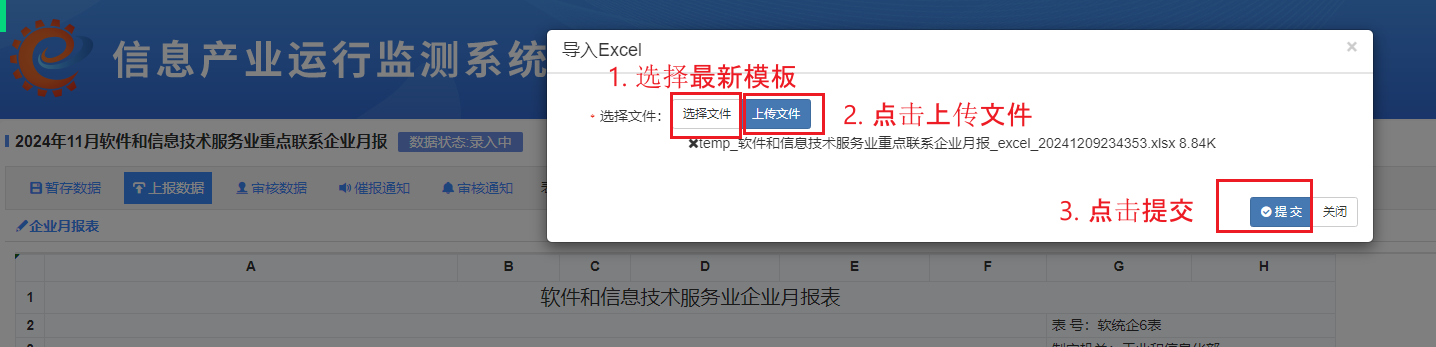 信息产业运行监测系统
导入Excel
×
1. 选择最新模板
* 选择文件:
选择文件
上传文件
2. 点击上传文件
✖temp_软件和信息技术服务业重点联系企业月报_excel_20241209234353.xlsx 8.84K
3. 点击提交
提交
关闭
2024年11月软件和信息技术服务业重点联系企业月报
数据状态:录入中
暂存数据
上报数据
审核数据
催报通知
审核通知
企业月报表
A B C D E F G H
1 软件和信息技术服务业企业月报表
2 表 号：软统企6表